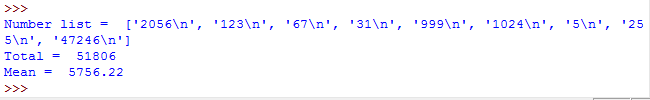 >>>
Number list =  ['2056\n', '123\n', '67\n', '31\n', '999\n', '1024\n', '5\n', '25
5\n', '47246\n']
Total =  51806
Mean =  5756.22
>>>